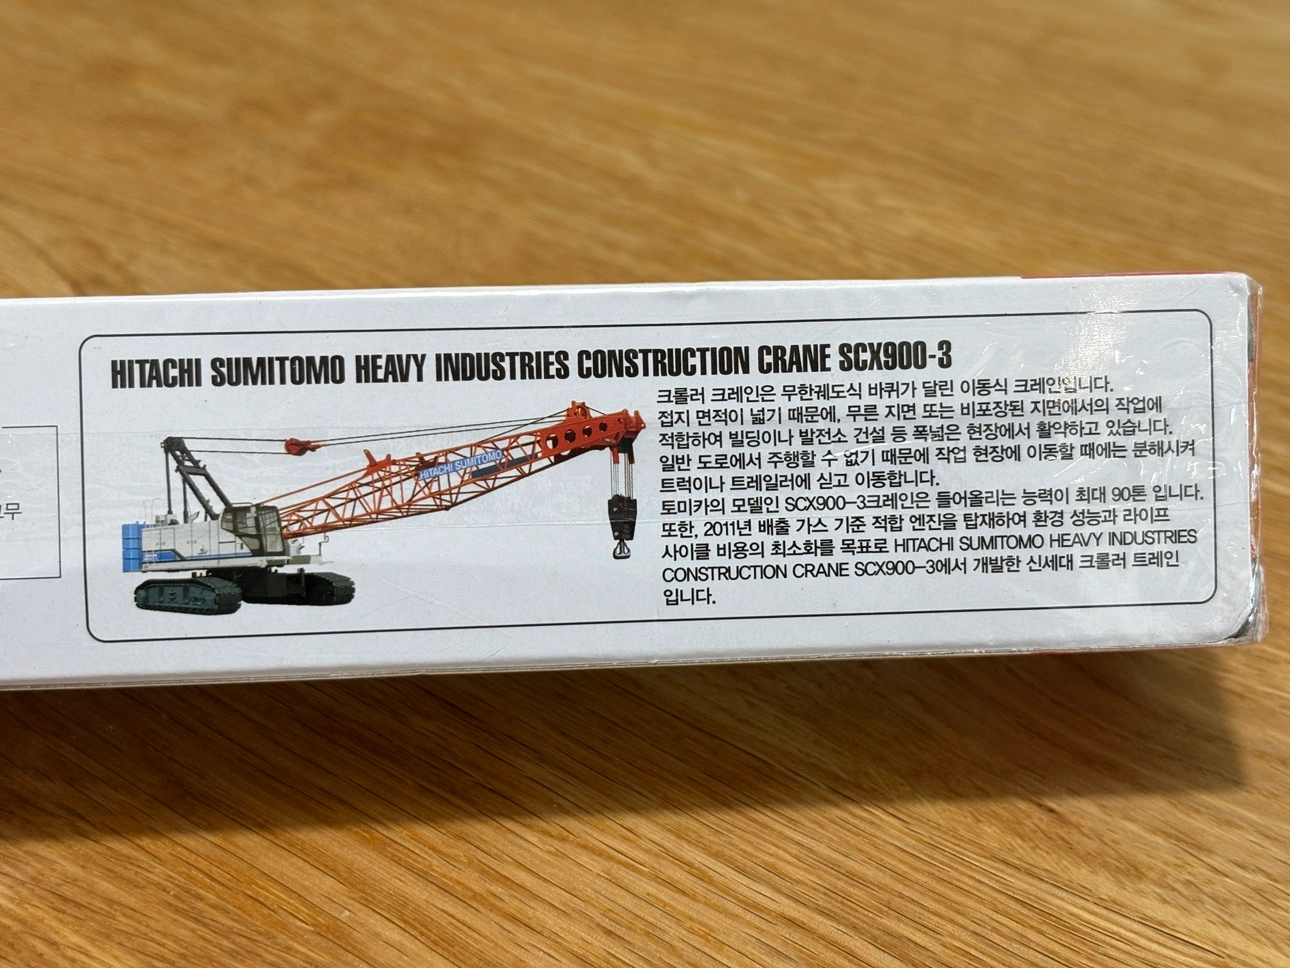 HITACHI SUMITOMO HEAVY INDUSTRIES CONSTRUCTION CRANE SCX900-3
크롤러 크레인은 무한궤도식 바퀴가 달린 이동식 크레인입니다.
접지 면적이 넓기 때문에, 무른 지면 또는 비포장된 지면에서의 작업에
적합하여 빌딩이나 발전소 건설 등 폭넓은 현장에서 활약하고 있습니다.
일반 도로에서 주행할 수 없기 때문에 작업 현장에 이동할 때에는 분해시켜
트럭이나 트레일러에 싣고 이동합니다.
토미카의 모델인 SCX900-3크레인은 들어올리는 능력이 최대 90톤 입니다.
또한, 2011년 배출 가스 기준 적합 엔진을 탑재하여 환경 성능과 라이프
사이클 비용의 최소화를 목표로 HITACHI SUMITOMO HEAVY INDUSTRIES
CONSTRUCTION CRANE SCX900-3에서 개발한 신세대 크롤러 트레인
입니다.
HITACHI SUMITOMO